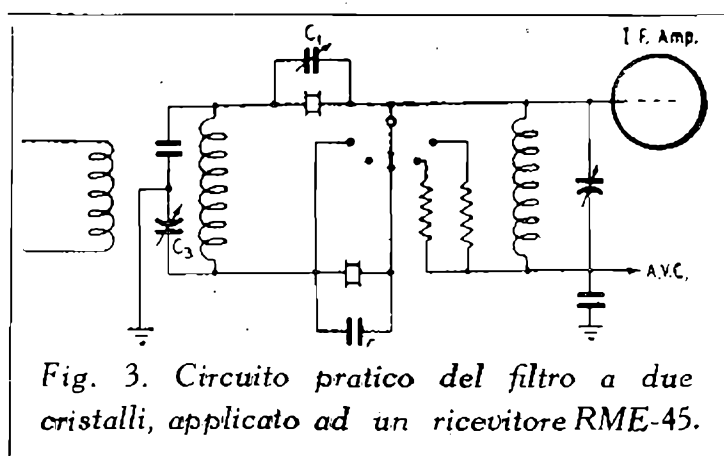 C₁
I F. Amp.
C₃
A.V.C.
Fig. 3. Circuito pratico del filtro a due
cristalli, applicato ad un ricevitore RME-45.